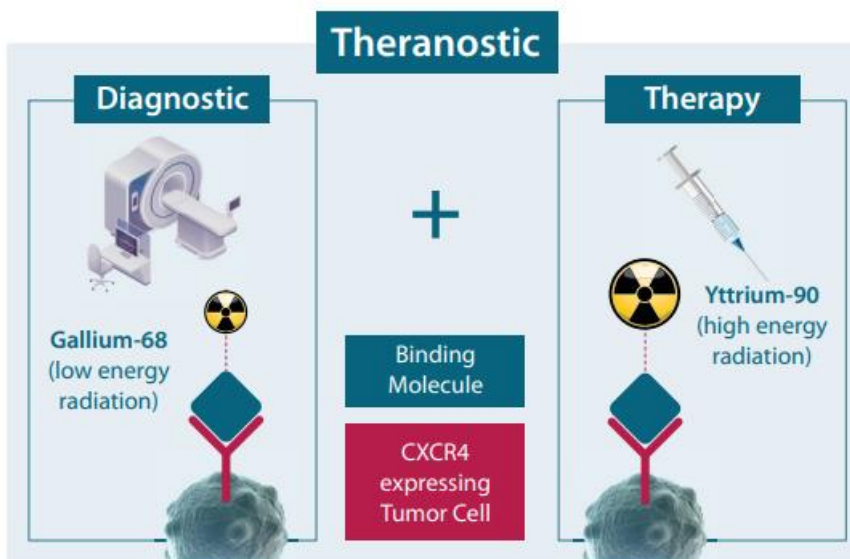 Theranostic
Diagnostic
Gallium-68
(low energy
radiation)
+
Binding
Molecule
CXCR4
expressing
Tumor Cell
Therapy
Yttrium-90
(high energy
radiation)